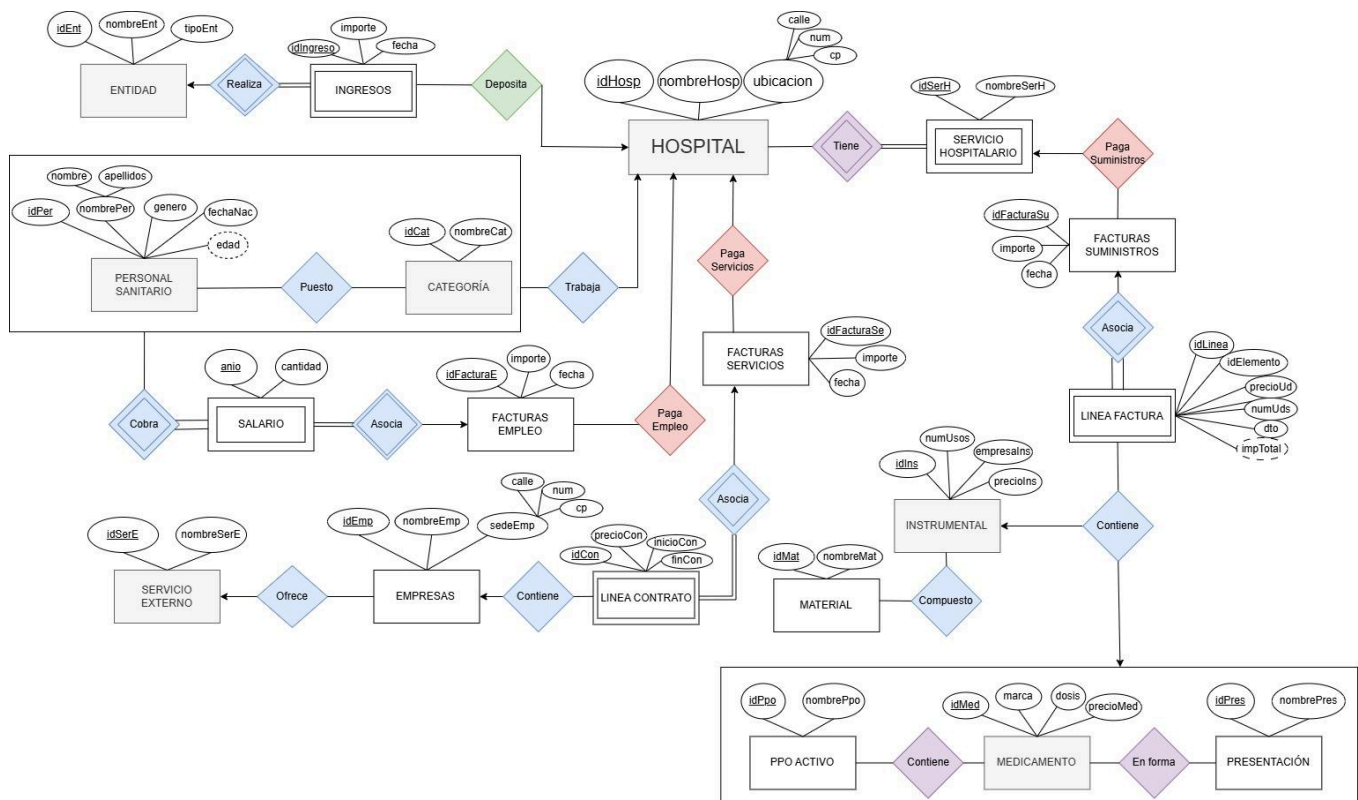 idEnt
nombreEnt
tipoEnt
ENTIDAD
Realiza
idIngreso
importe
fecha
INGRESOS
Deposita
idHosp
nombreHosp
ubicacion
calle
num
cp
HOSPITAL
Tiene
idSerH
nombreSerH
SERVICIO
HOSPITALARIO
Paga
Suministros
idFacturaSu
importe
fecha
FACTURAS
SUMINISTROS
nombre
apellidos
idPer
nombrePer
genero
fechaNac
edad
PERSONAL
SANITARIO
Puesto
idCat
nombreCat
CATEGORÍA
Trabaja
Paga
Servicios
Asocia
idFacturaSe
importe
fecha
FACTURAS
SERVICIOS
idLinea
idElemento
precioUd
numUds
dto
impTotal
LINEA FACTURA
Cobra
anio
cantidad
SALARIO
Asocia
idFacturaE
importe
fecha
FACTURAS
EMPLEO
Paga
Empleo
idSerE
nombreSerE
SERVICIO
EXTERNO
Ofrece
idEmp
nombreEmp
sedeEmp
calle
num
cp
EMPRESAS
Contiene
idCon
precioCon
inicioCon
finCon
LINEA CONTRATO
Asocia
idIns
numUsos
empresaIns
precioIns
INSTRUMENTAL
Contiene
idMat
nombreMat
MATERIAL
Compuesto
idPpo
nombrePpo
PPO ACTIVO
Contiene
idMed
marca
dosis
precioMed
MEDICAMENTO
En forma
idPres
nombrePres
PRESENTACIÓN